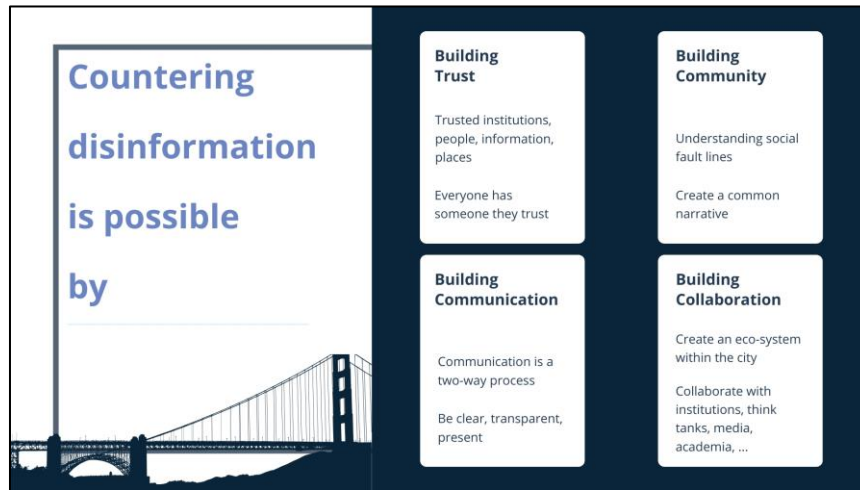 Countering
disinformation
is possible
by
Building
Trust
Trusted institutions,
people, information,
places
Everyone has
someone they trust
Building
Community
Understanding social
fault lines
Create a common
narrative
Building
Communication
Communication is a
two-way process
Be clear, transparent,
present
Building
Collaboration
Create an eco-system
within the city
Collaborate with
institutions, think
tanks, media,
academia, ...